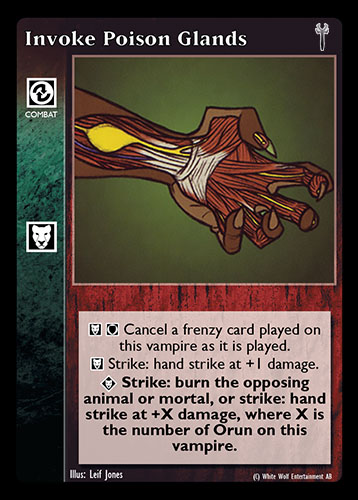 Invoke Poison Glands
COMBAT
Cancel a frenzy card played on
this vampire as it is played.
Strike: hand strike at +1 damage.
Strike: burn the opposing
animal or mortal, or strike: hand
strike at +X damage, where X is
the number of Orun on this
vampire.
Illus: Leif Jones
(C) White Wolf Entertainment AB